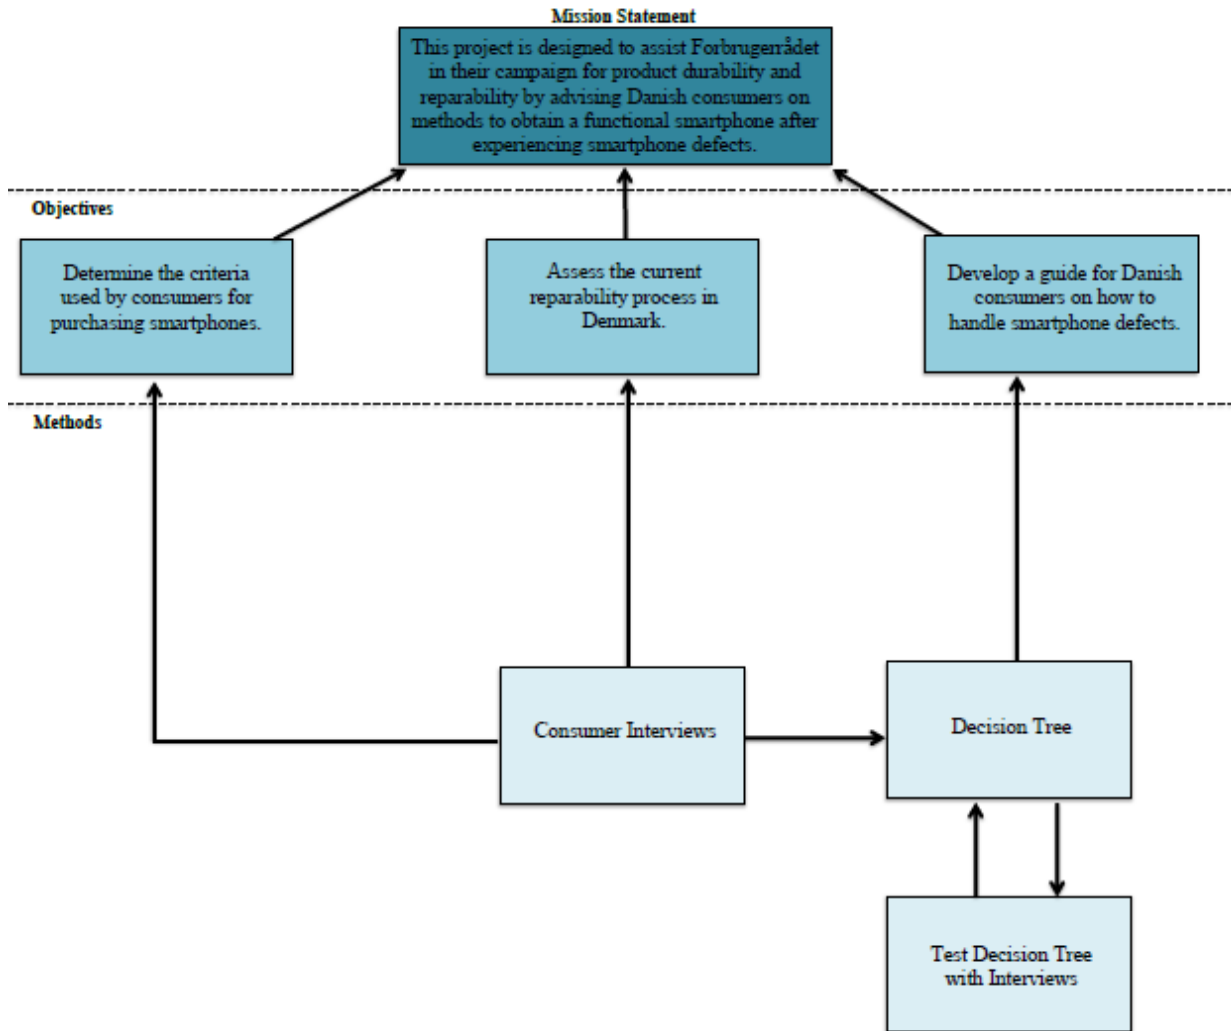 Mission Statement
This project is designed to assist Forbrugerrådet
in their campaign for product durability and
reparability by advising Danish consumers on
methods to obtain a functional smartphone after
experiencing smartphone defects.
Objectives
Determine the criteria
used by consumers for
purchasing smartphones.
Assess the current
reparability process in
Denmark.
Develop a guide for Danish
consumers on how to
handle smartphone defects.
Methods
Consumer Interviews
Decision Tree
Test Decision Tree
with Interviews